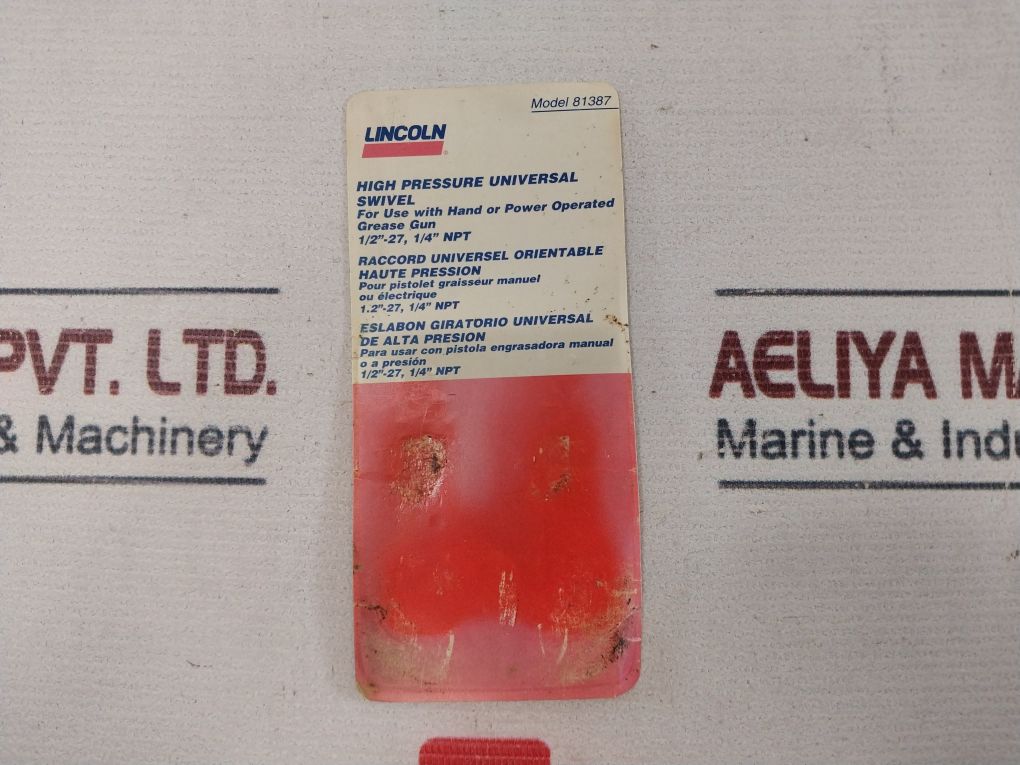 Model 81387
LINCOLN
HIGH PRESSURE UNIVERSAL
SWIVEL
For Use with Hand or Power Operated
Grease Gun
1/2"-27, 1/4" NPT
RACCORD UNIVERSEL ORIENTABLE
HAUTE PRESSION
Pour pistolet graisseur manuel
ou électrique
1.2"-27, 1/4" NPT
ESLABON GIRATORIO UNIVERSAL
DE ALTA PRESION
Para usar con pistola engrasadora manual
o a presión
1/2"-27, 1/4" NPT
PVT. LTD.
& Machinery
AELIYA MA
Marine & Indu